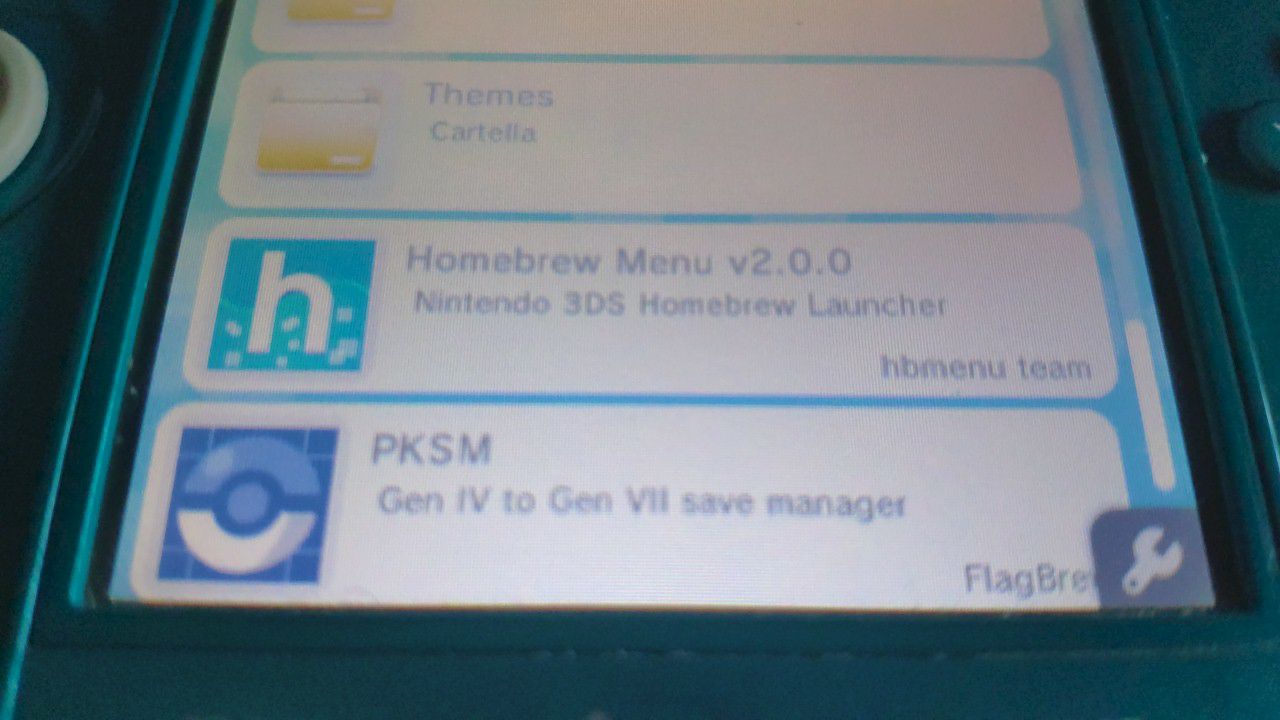 Themes
Cartella
Homebrew Menu v2.0.0
Nintendo 3DS Homebrew Launcher
hbmenu team
PKSM
Gen IV to Gen VII save manager
FlagBre